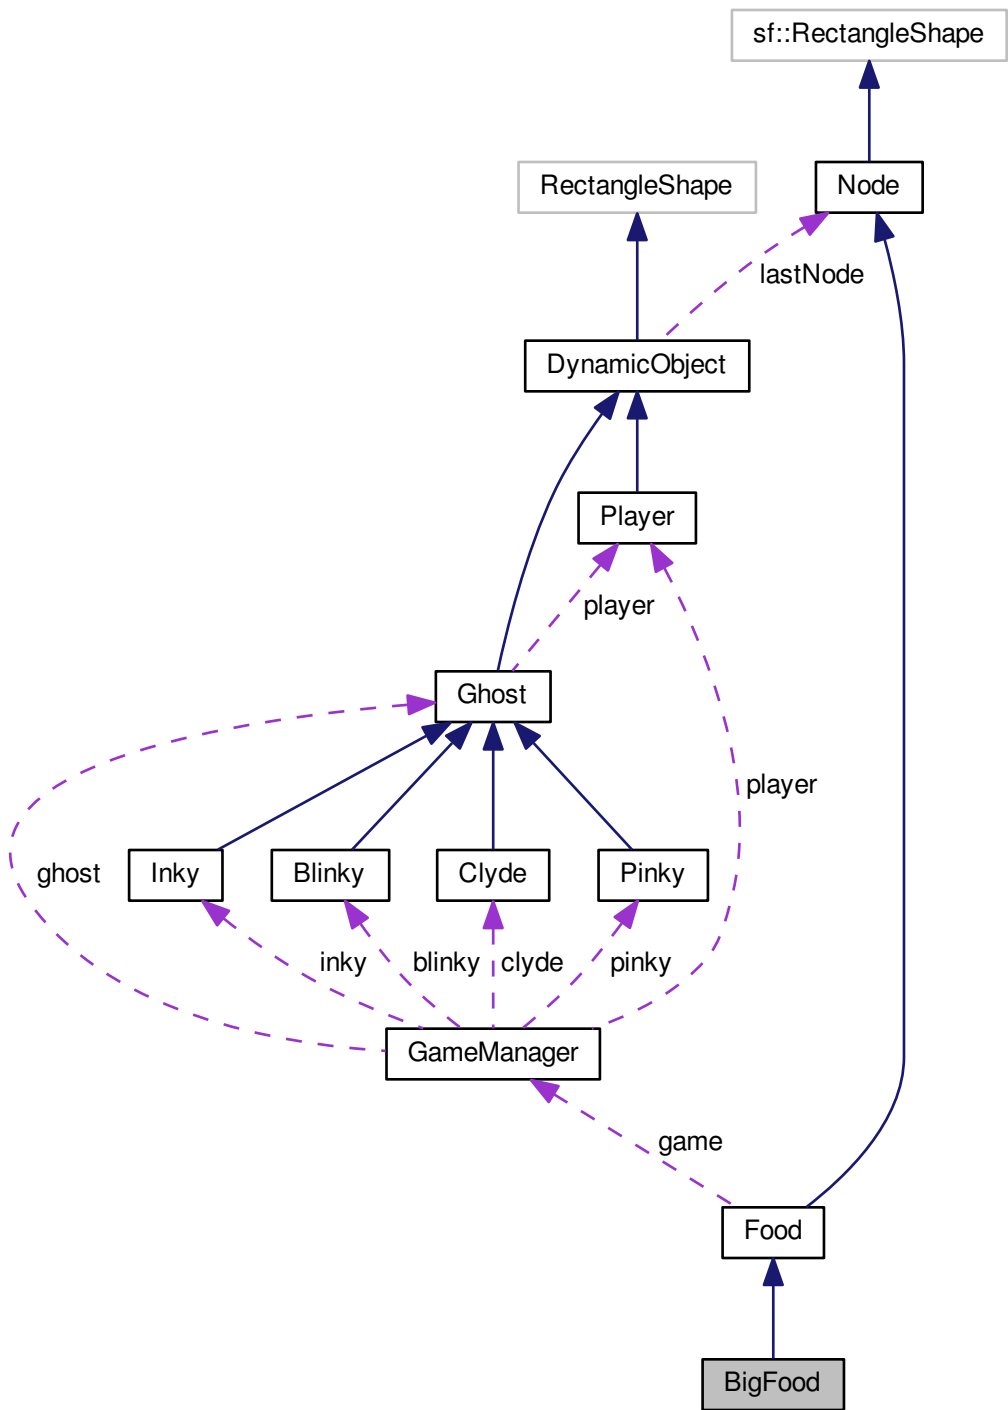 sf::RectangleShape
RectangleShape
Node
lastNode
DynamicObject
Player
player
Ghost
player
ghost
Inky
Blinky
Clyde
Pinky
inky
blinky
clyde
pinky
GameManager
game
Food
BigFood